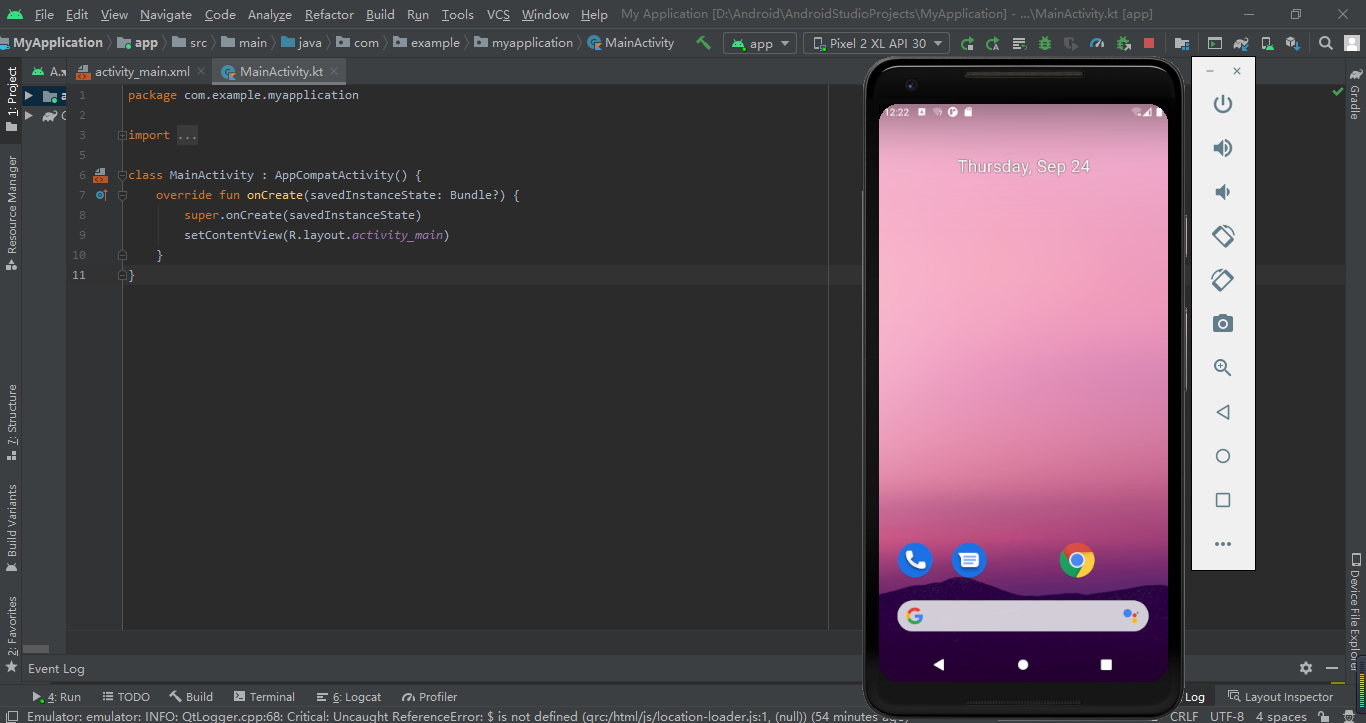 File Edit View Navigate Code Analyze Refactor Build Run Tools VCS Window Help My Application [D:\Android\AndroidStudioProjects\MyApplication] - ...\MainActivity.kt [app]
MyApplication app src main java com example myapplication MainActivity app Pixel 2 XL API 30
A. activity_main.xml MainActivity.kt
1 package com.example.myapplication
2
3 import ...
5
6 class MainActivity : AppCompatActivity() {
7 override fun onCreate(savedInstanceState: Bundle?) {
8 super.onCreate(savedInstanceState)
9 setContentView(R.layout.activity_main)
10 }
11 }
1: Project
Resource Manager
7: Structure
Build Variants
2: Favorites
12:22
Thursday, Sep 24
Gradle
Device File Explorer
Event Log
4: Run TODO Build Terminal 6: Logcat Profiler Log Layout Inspector
Emulator: emulator: INFO: QtLogger.cpp:68: Critical: Uncaught ReferenceError: $ is not defined (qrc:/html/js/location-loader.js:1, (null)) (54 minutes ago) CRLF UTF-8 4 spaces